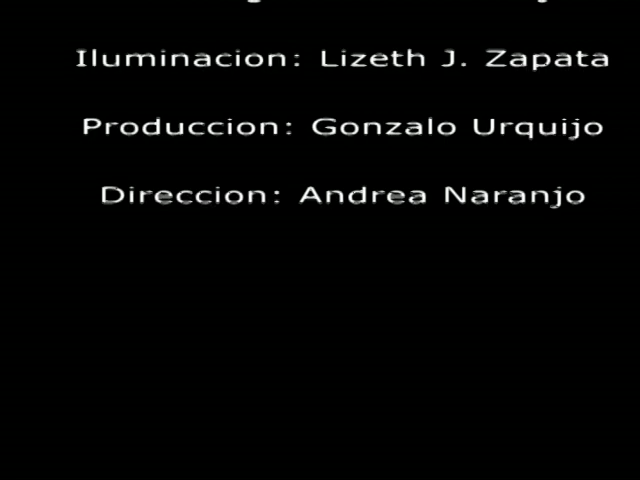 Iluminacion: Lizeth J. Zapata
Produccion: Gonzalo Urquijo
Direccion: Andrea Naranjo